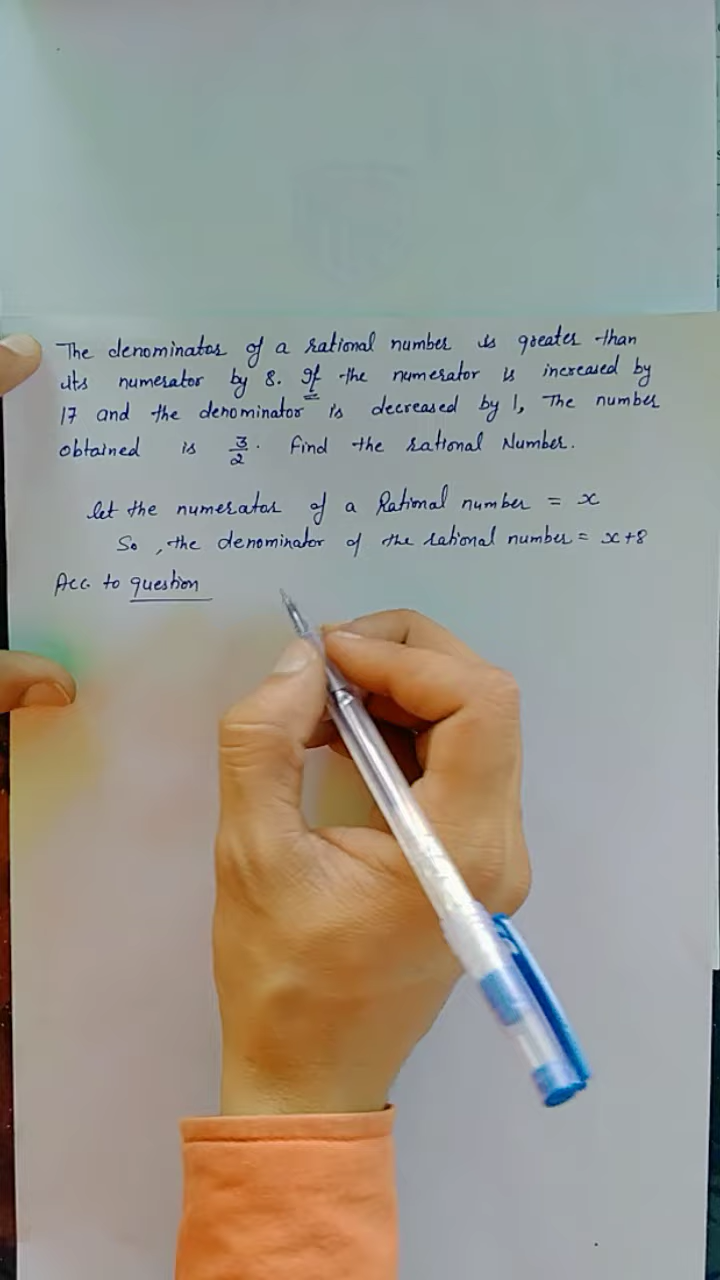 The denominator of a rational number is greater than
its numerator by 8. If the numerator is increased by
17 and the denominator is decreased by 1, The number
obtained is 3/2. Find the rational Number.
let the numerator of a Rational number = x
So, the denominator of the rational number = x+8
Acc. to question